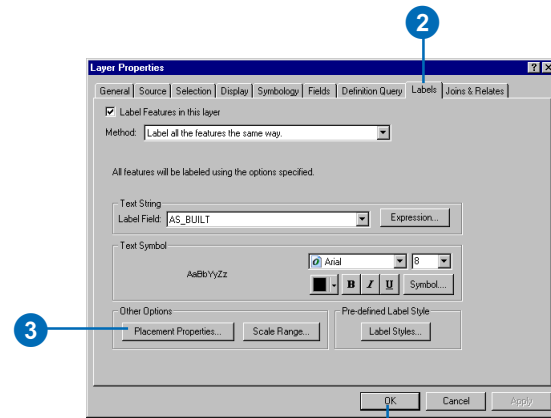 2
Layer Properties
? X
General Source Selection Display Symbology Fields Definition Query Labels Joins & Relates
Label Features in this layer
Method: Label all the features the same way.
All features will be labeled using the options specified.
Text String
Label Field: AS_BUILT Expression...
Text Symbol
AaBbYyZz
Arial 8
B I U Symbol...
Other Options Pre-defined Label Style
3
Placement Properties... Scale Range... Label Styles...
OK Cancel Apply